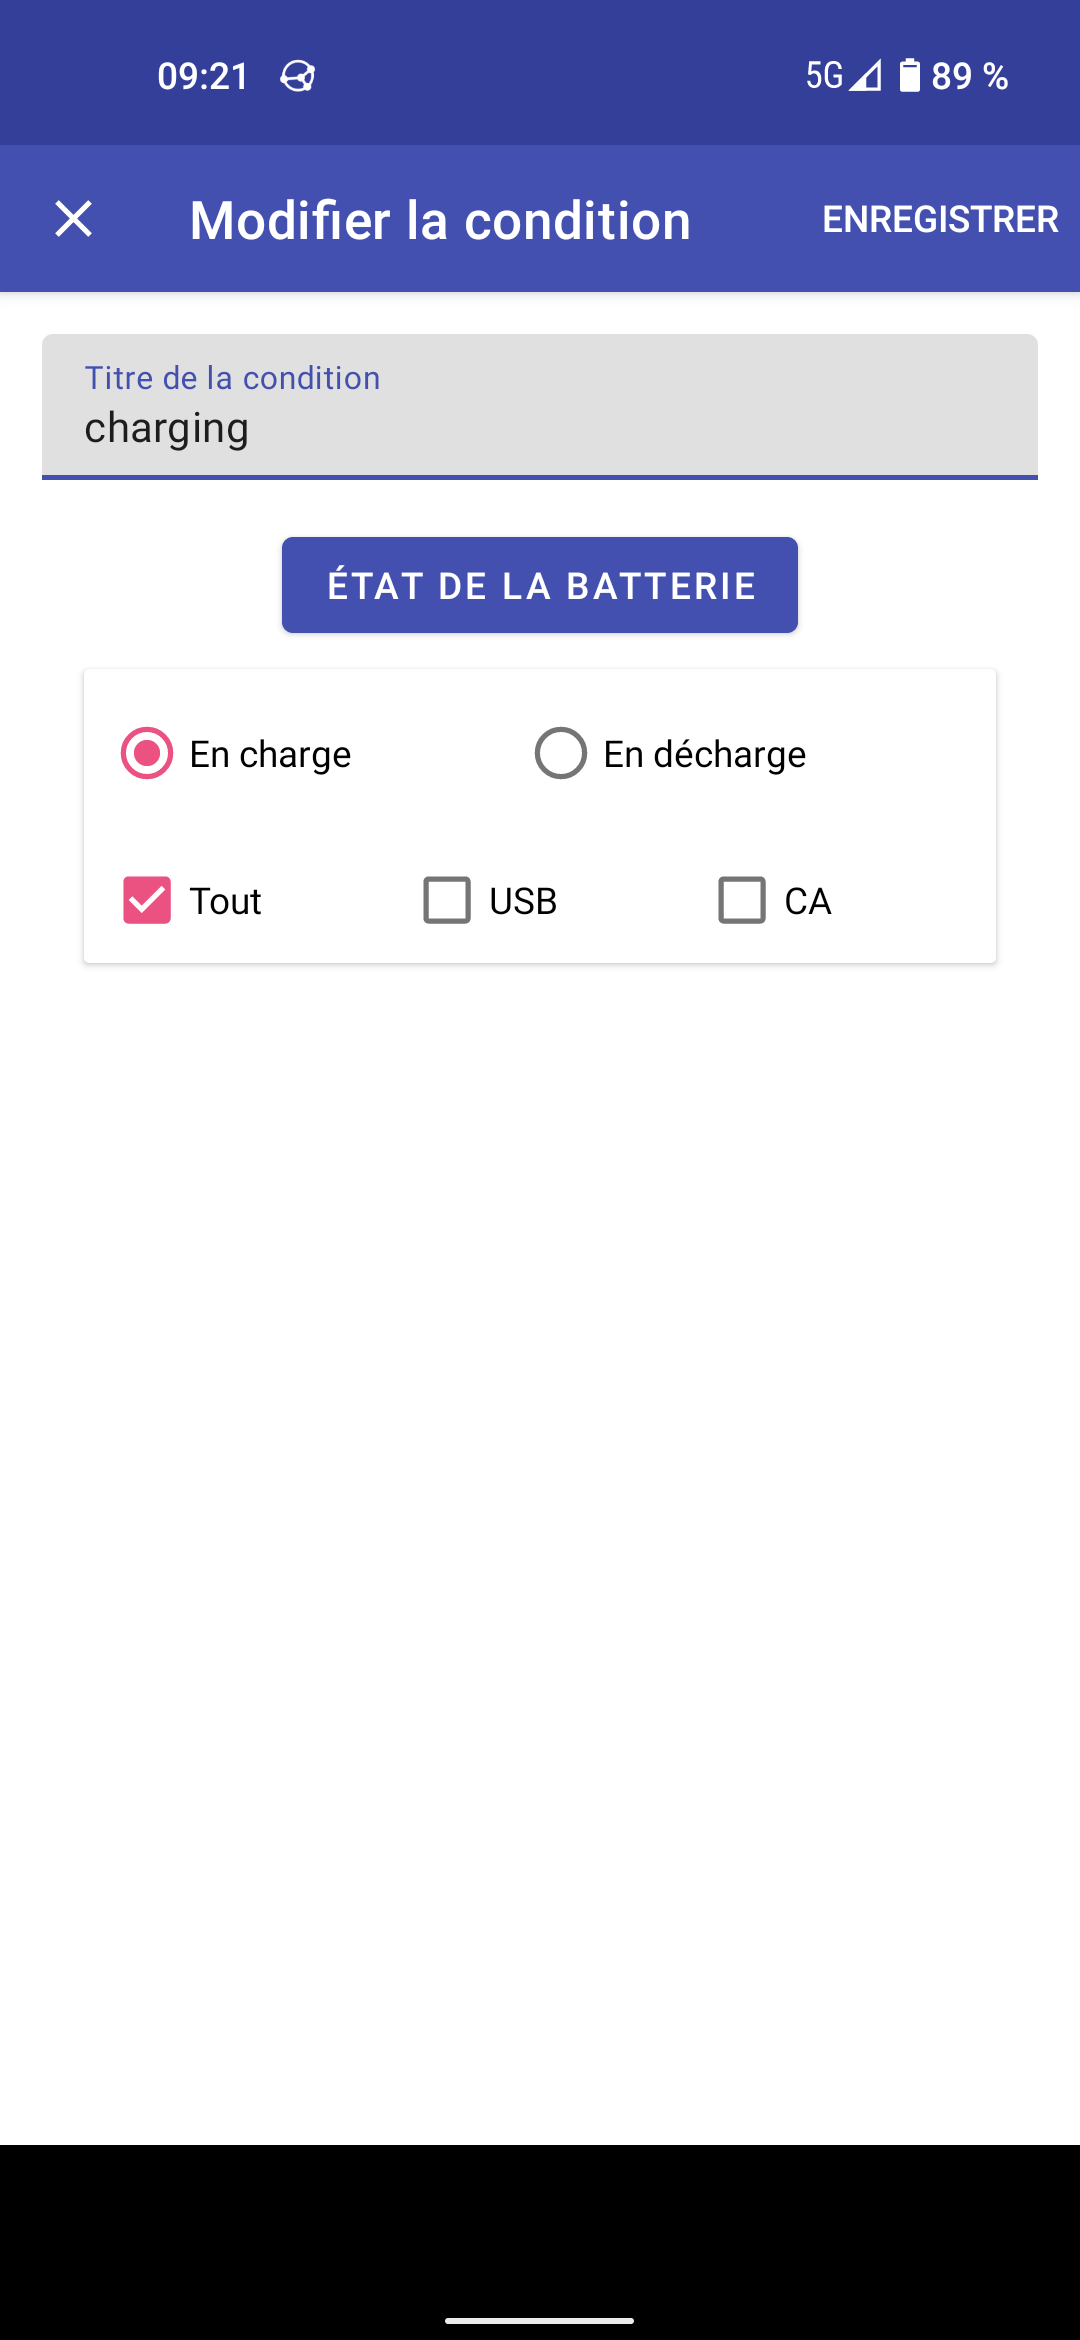 09:21 5G 89 %
Modifier la condition ENREGISTRER
Titre de la condition
charging
ÉTAT DE LA BATTERIE
En charge En décharge
Tout USB CA